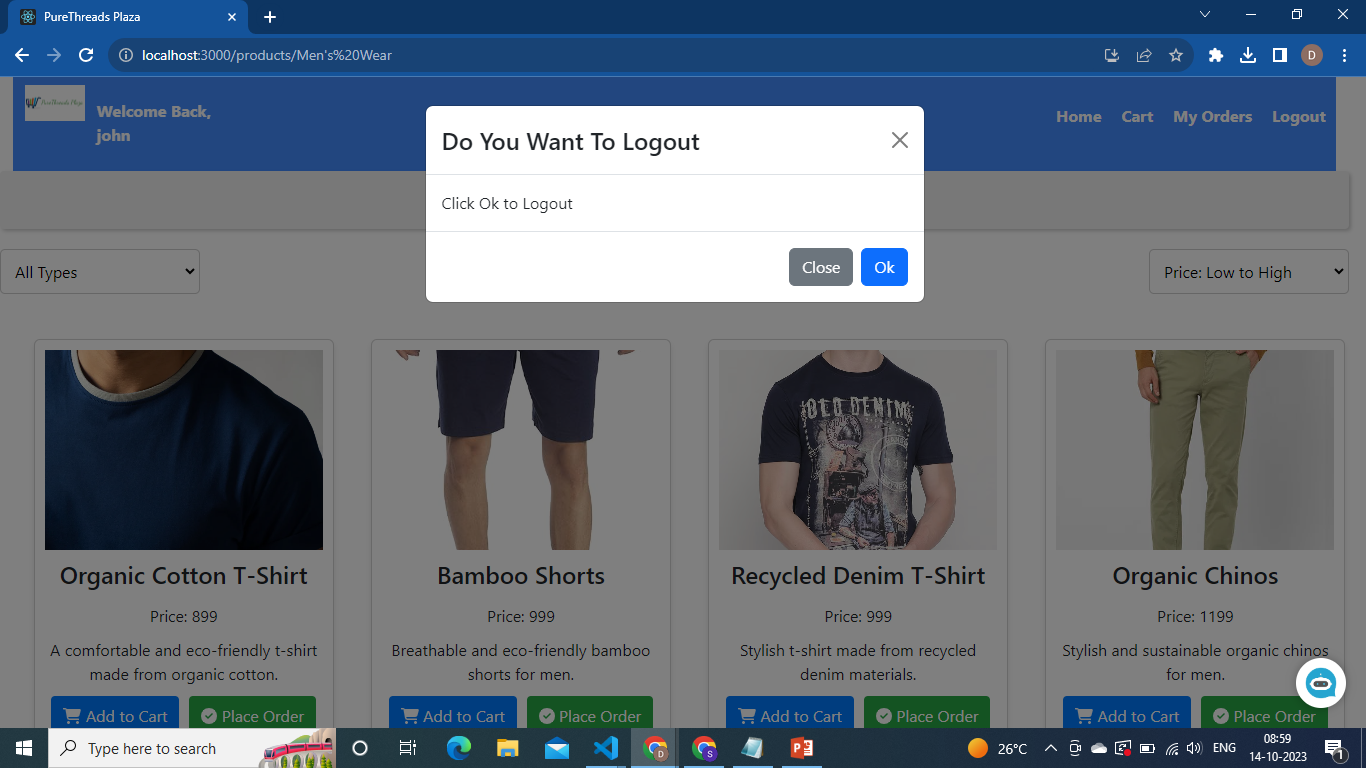 PureThreads Plaza
localhost:3000/products/Men's%20Wear
D
PureThreads Plaza
Welcome Back,
john
Home Cart My Orders Logout
Do You Want To Logout
Click Ok to Logout
Close Ok
All Types
Price: Low to High
OLD DENIM
Organic Cotton T-Shirt
Price: 899
A comfortable and eco-friendly t-shirt
made from organic cotton.
Add to Cart Place Order
Bamboo Shorts
Price: 999
Breathable and eco-friendly bamboo
shorts for men.
Add to Cart Place Order
Recycled Denim T-Shirt
Price: 999
Stylish t-shirt made from recycled
denim materials.
Add to Cart Place Order
Organic Chinos
Price: 1199
Stylish and sustainable organic chinos
for men.
Add to Cart Place Order
Type here to search
D
S
26°C
ENG
08:59
14-10-2023
1